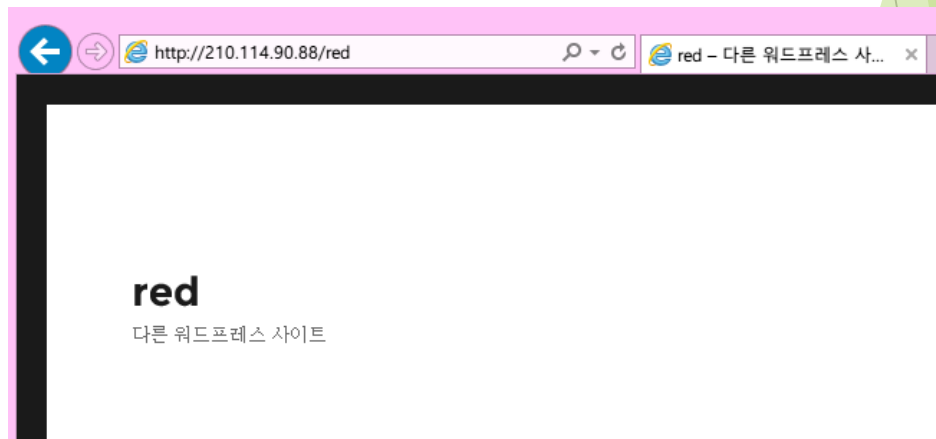 http://210.114.90.88/red
red – 다른 워드프레스 사...
red
다른 워드프레스 사이트